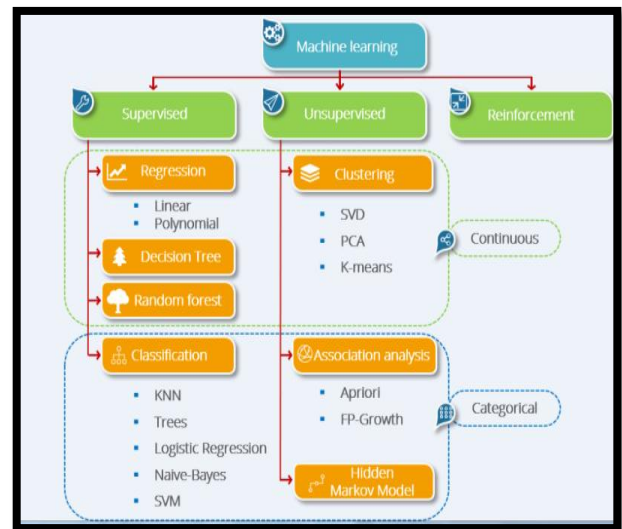 Machine learning
Supervised
Unsupervised
Reinforcement
Regression
Linear
Polynomial
Decision Tree
Random forest
Clustering
SVD
PCA
K-means
Continuous
Classification
KNN
Trees
Logistic Regression
Naive-Bayes
SVM
Association analysis
Apriori
FP-Growth
Hidden
Markov Model
Categorical